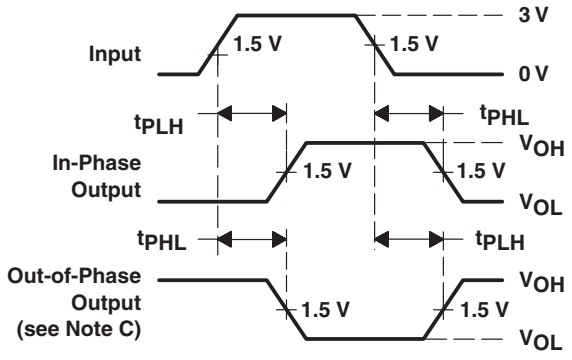 3 V
1.5 V
1.5 V
Input
0 V
tPLH
tPHL
VOH
In-Phase
Output
1.5 V
1.5 V
VOL
tPHL
tPLH
Out-of-Phase
Output
(see Note C)
VOH
1.5 V
1.5 V
VOL